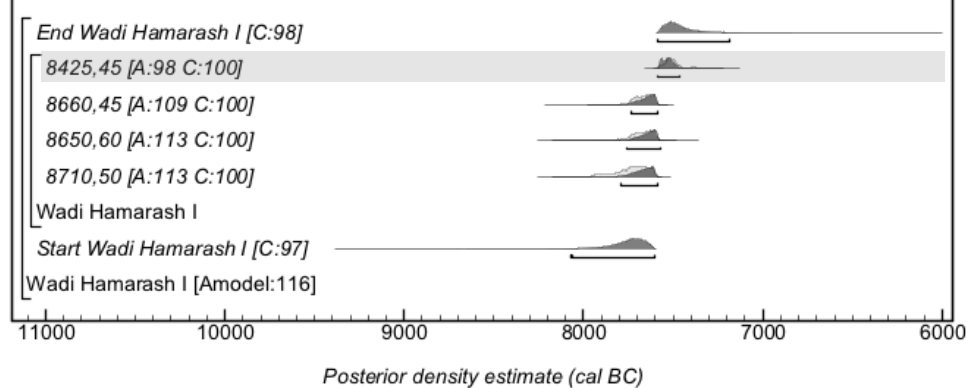 End Wadi Hamarash I [C:98]
8425,45 [A:98 C:100]
8660,45 [A:109 C:100]
8650,60 [A:113 C:100]
8710,50 [A:113 C:100]
Wadi Hamarash I
Start Wadi Hamarash I [C:97]
Wadi Hamarash I [Amodel:116]
11000 10000 9000 8000 7000 6000
Posterior density estimate (cal BC)